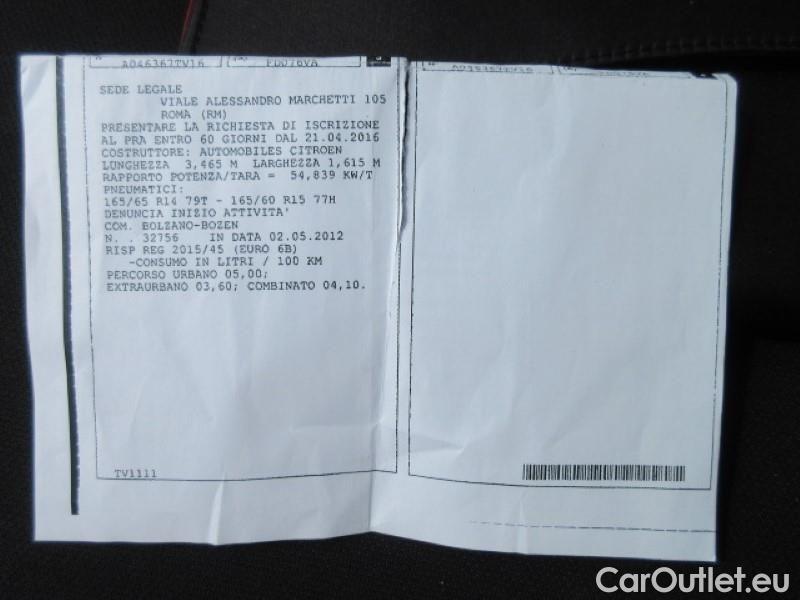 A046367TV16
SEDE LEGALE
VIALE ALESSANDRO MARCHETTI 105
ROMA (RM)
PRESENTARE LA RICHIESTA DI ISCRIZIONE
AL PRA ENTRO 60 GIORNI DAL 21.04.2016
COSTRUTTORE: AUTOMOBILES CITROEN
LUNGHEZZA 3,465 M LARGHEZZA 1,615 M
RAPPORTO POTENZA/TARA = 54,839 KW/T
PNEUMATICI:
165/65 R14 79T - 165/60 R15 77H
DENUNCIA INIZIO ATTIVITA'
COM. BOLZANO-BOZEN
N. . 32756 IN DATA 02.05.2012
RISP REG 2015/45 (EURO 6B)
-CONSUMO IN LITRI / 100 KM
PERCORSO URBANO 05,00;
EXTRAURBANO 03,60; COMBINATO 04,10.
TV1111
A046367TV16
CarOutlet.eu